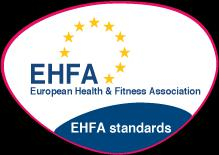 EHFA
European Health & Fitness Association
EHFA standards